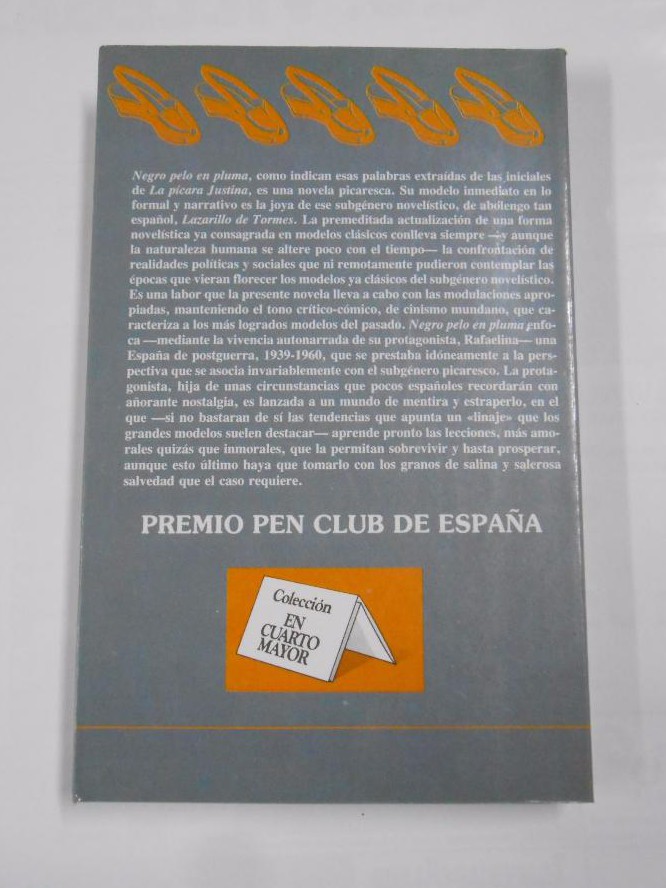 Negro pelo en pluma, como indican esas palabras extraídas de las iniciales
de La pícara Justina, es una novela picaresca. Su modelo inmediato en lo
formal y narrativo es la joya de ese subgénero novelístico, de abolengo tan
español, Lazarillo de Tormes. La premeditada actualización de una forma
novelística ya consagrada en modelos clásicos conlleva siempre —y aunque
la naturaleza humana se altere poco con el tiempo— la confrontación de
realidades políticas y sociales que ni remotamente pudieron contemplar las
épocas que vieran florecer los modelos ya clásicos del subgénero novelístico.
Es una labor que la presente novela lleva a cabo con las modulaciones apro-
piadas, manteniendo el tono crítico-cómico, de cinismo mundano, que ca-
racteriza a los más logrados modelos del pasado. Negro pelo en pluma enfo-
ca —mediante la vivencia autonarrada de su protagonista, Rafaelina— una
España de postguerra, 1939-1960, que se prestaba idóneamente a la pers-
pectiva que se asocia invariablemente con el subgénero picaresco. La prota-
gonista, hija de unas circunstancias que pocos españoles recordarán con
añorante nostalgia, es lanzada a un mundo de mentira y estraperlo, en el
que —si no bastaran de sí las tendencias que apunta un «linaje» que los
grandes modelos suelen destacar— aprende pronto las lecciones, más amo-
rales quizás que inmorales, que la permitan sobrevivir y hasta prosperar,
aunque esto último haya que tomarlo con los granos de salina y salerosa
salvedad que el caso requiere.
PREMIO PEN CLUB DE ESPAÑA
Colección
EN
CUARTO
MAYOR